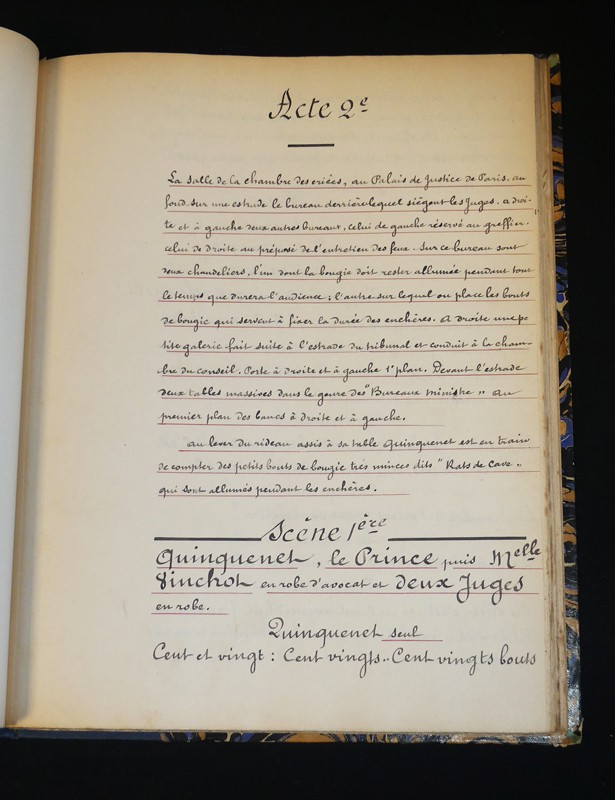 Acte 2e
La salle de la chambre des criées, au Palais de Justice de Paris. au
fond sur une estrade le bureau derrière lequel siégent les Juges. a droi-
te et à gauche deux autres bureaux, celui de gauche réservé au greffier.
celui de droite au préposé de l'entretien des feux. Sur ce bureau sont
deux chandeliers, l'un dont la bougie doit rester allumée pendant tout
le temps que durera l'audience; l'autre sur lequel on place les bouts
de bougie qui servent à fixer la durée des enchères. A droite une pe
tite galerie fait suite à l'estrade du tribunal et conduit à la cham-
bre du conseil. Porte à droite et à gauche 1er plan. Devant l'estrade
deux tables massives dans le genre des "Bureaux Ministre" au
premier plan des bancs à droite et à gauche.
au lever du rideau assis à sa table Quinquenet est en train
de compter des petits bouts de bougie très minces dits "Rats de Cave"
qui sont allumés pendant les enchères.
Scène 1ère
Quinquenet, le Prince puis Melle
Vinchot en robe d'avocat et deux Juges
en robe.
Quinquenet seul
Cent et vingt : Cent vingts.. Cent vingts bouts